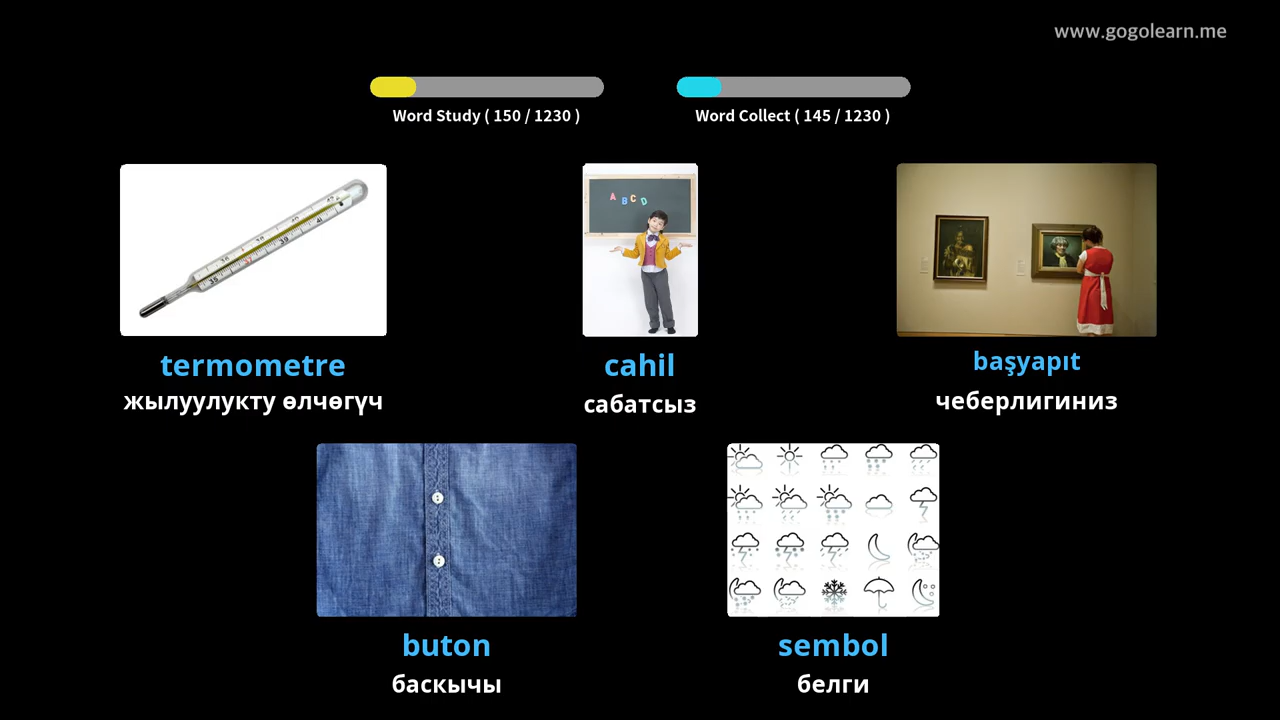 www.gogolearn.me
Word Study ( 150 / 1230 )
Word Collect ( 145 / 1230 )
A B C D
termometre
жылуулукту өлчөгүч
cahil
сабатсыз
başyapıt
чеберлигиниз
buton
баскычы
sembol
белги